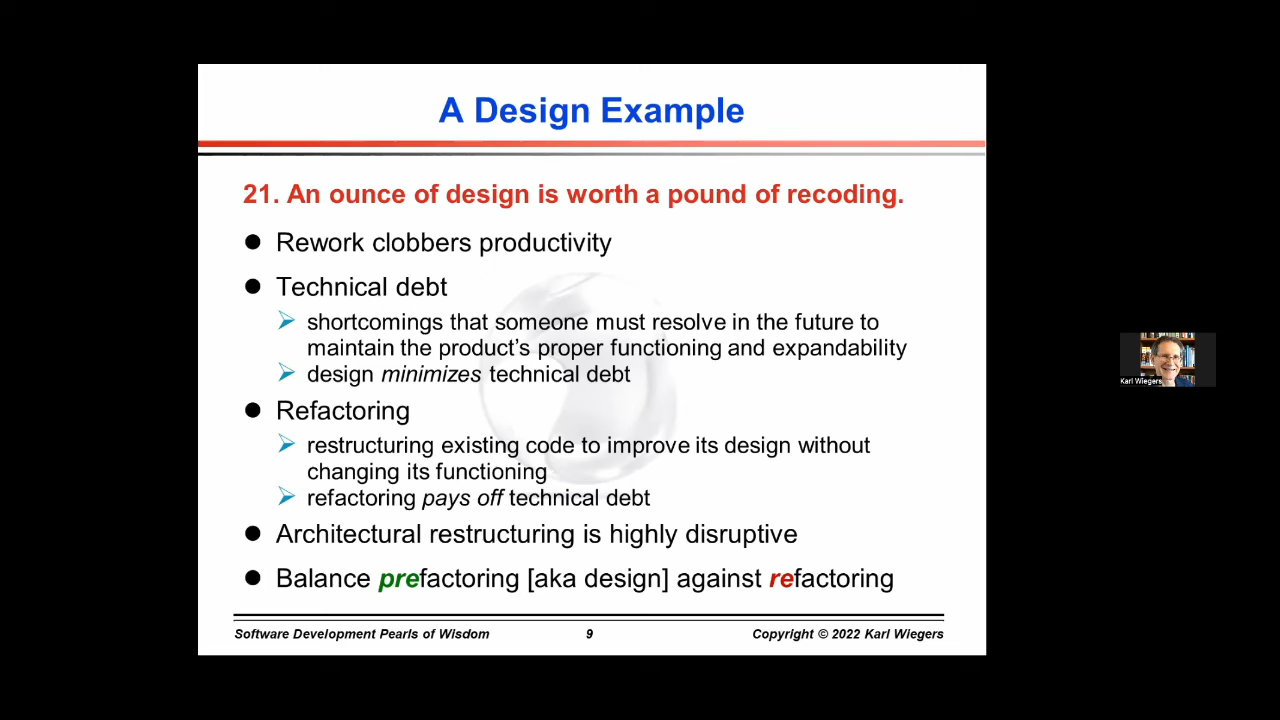 A Design Example
21. An ounce of design is worth a pound of recoding.
● Rework clobbers productivity
● Technical debt
➢ shortcomings that someone must resolve in the future to
maintain the product's proper functioning and expandability
➢ design minimizes technical debt
● Refactoring
➢ restructuring existing code to improve its design without
changing its functioning
➢ refactoring pays off technical debt
● Architectural restructuring is highly disruptive
● Balance prefactoring [aka design] against refactoring
Software Development Pearls of Wisdom 9 Copyright © 2022 Karl Wiegers
Karl Wiegers